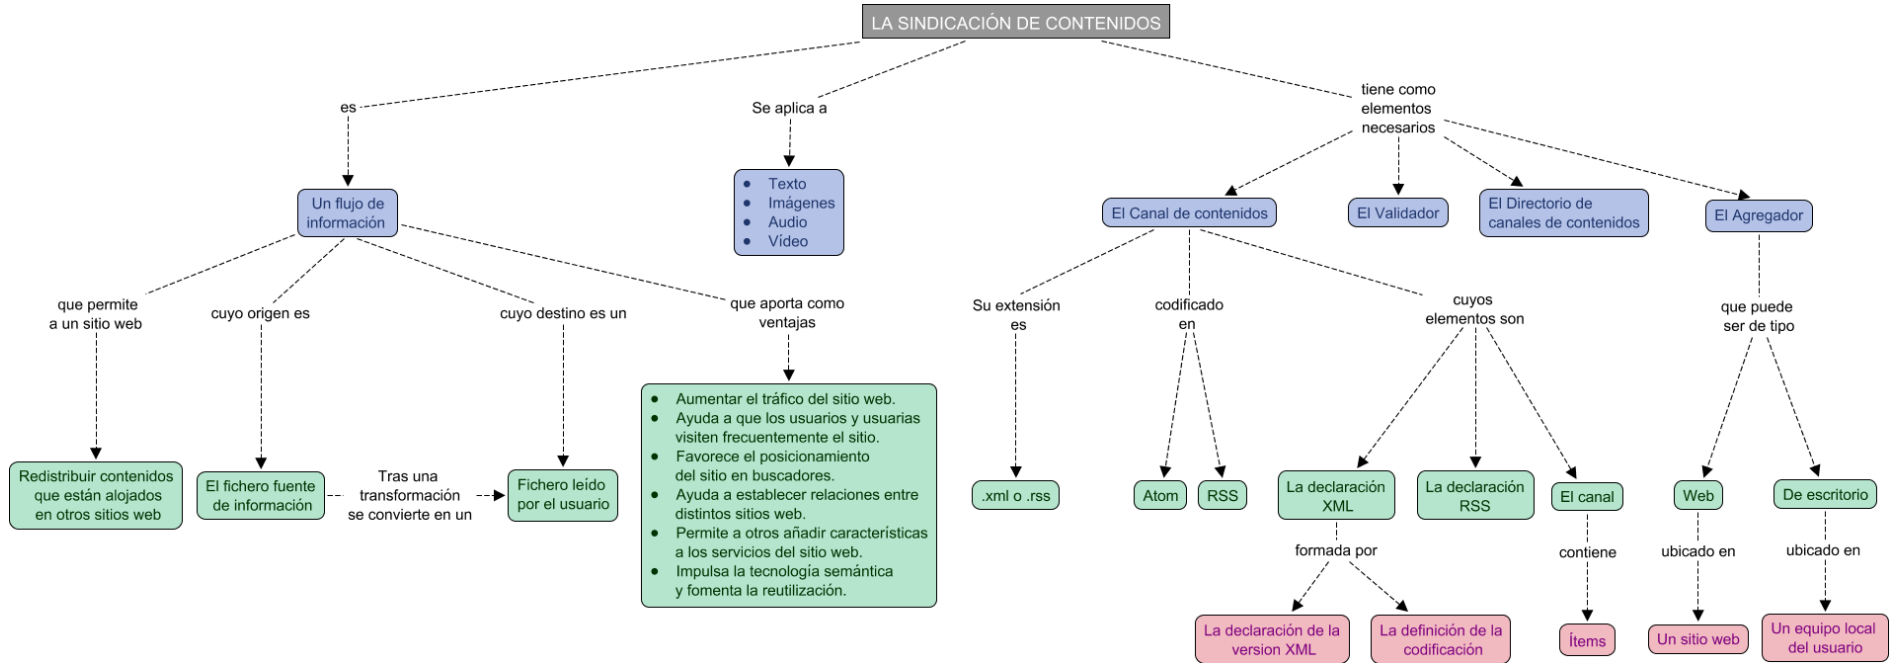 LA SINDICACIÓN DE CONTENIDOS
es
Un flujo de
información
que permite
a un sitio web
Redistribuir contenidos
que están alojados
en otros sitios web
cuyo origen es
El fichero fuente
de información
Tras una
transformación
se convierte en un
cuyo destino es un
Fichero leído
por el usuario
que aporta como
ventajas
• Aumentar el tráfico del sitio web.
• Ayuda a que los usuarios y usuarias
visiten frecuentemente el sitio.
• Favorece el posicionamiento
del sitio en buscadores.
• Ayuda a establecer relaciones entre
distintos sitios web.
• Permite a otros añadir características
a los servicios del sitio web.
• Impulsa la tecnología semántica
y fomenta la reutilización.
Se aplica a
• Texto
• Imágenes
• Audio
• Vídeo
tiene como
elementos
necesarios
El Canal de contenidos
Su extensión
es
.xml o .rss
codificado
en
Atom
RSS
cuyos
elementos son
La declaración
XML
formada por
La declaración de la
version XML
La definición de la
codificación
La declaración
RSS
El canal
contiene
Ítems
El Validador
El Directorio de
canales de contenidos
El Agregador
que puede
ser de tipo
Web
ubicado en
Un sitio web
De escritorio
ubicado en
Un equipo local
del usuario